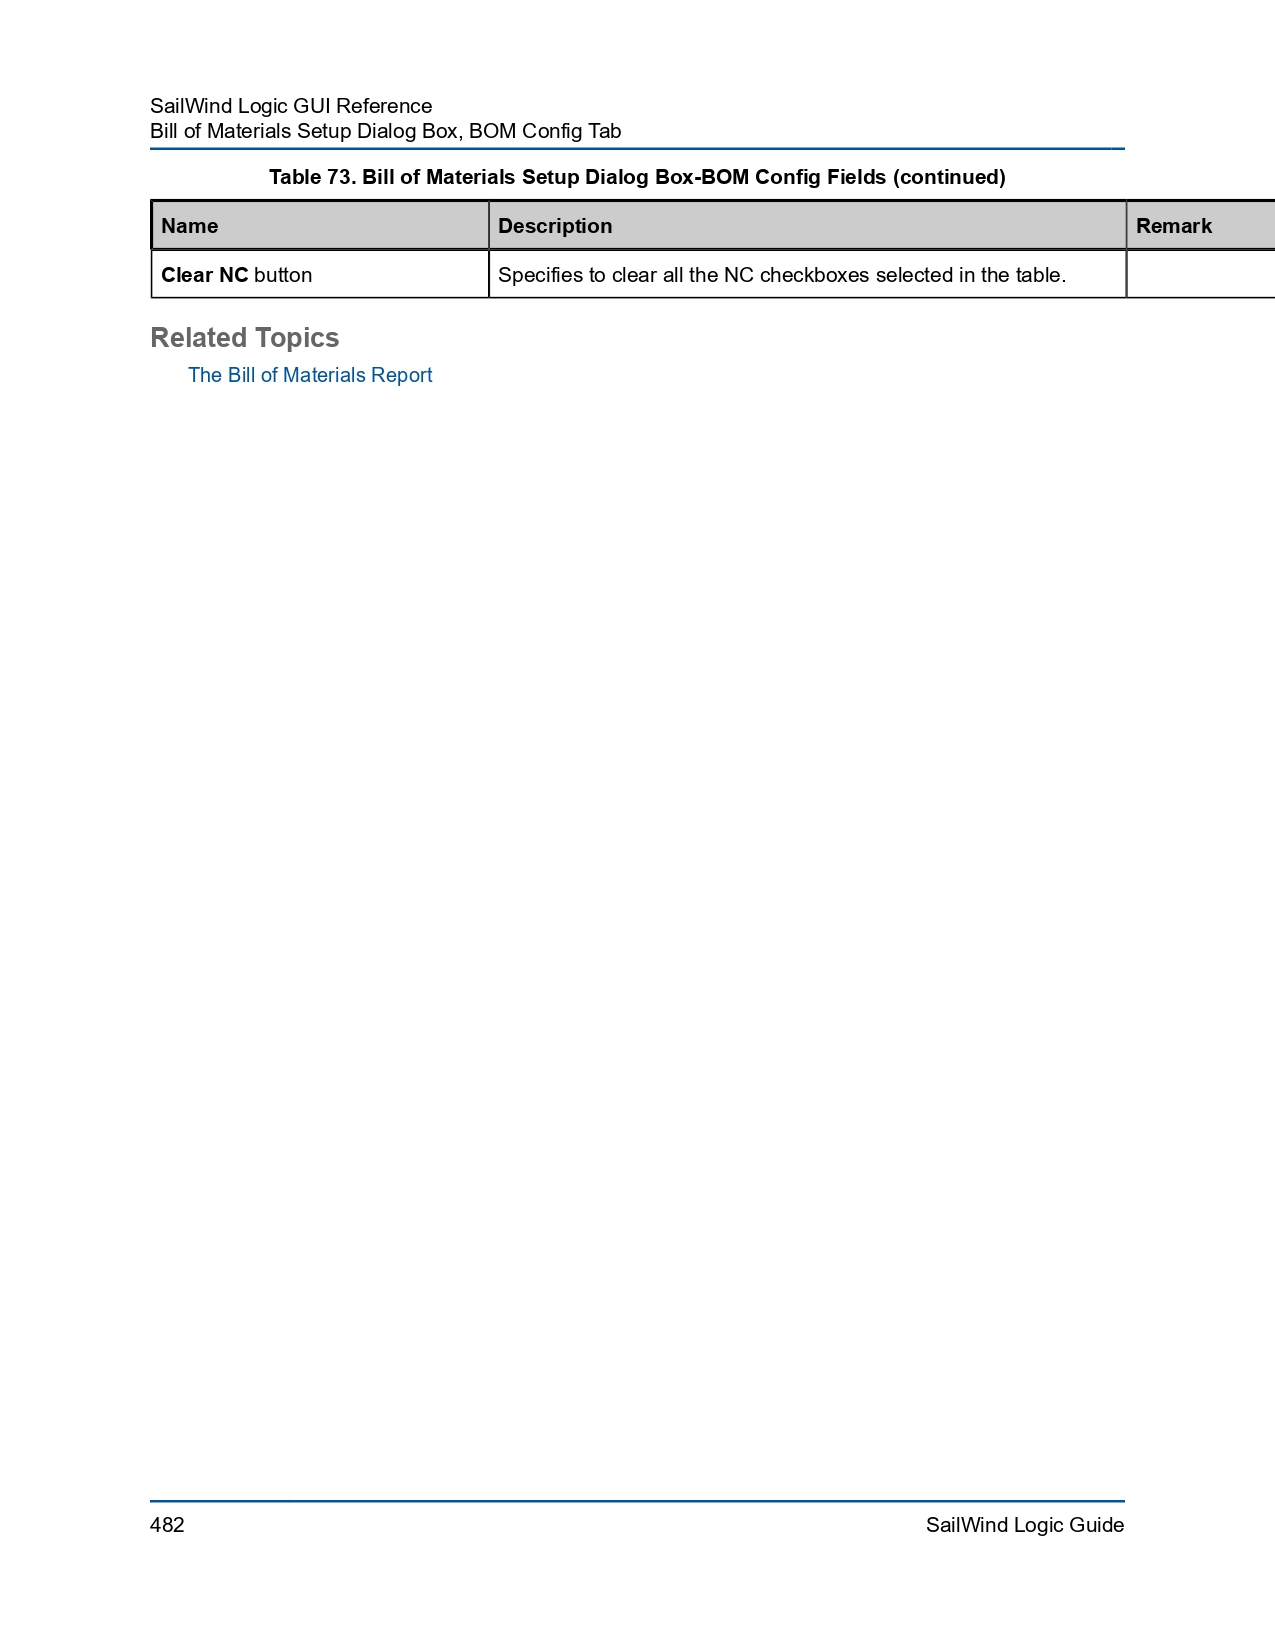 SailWind Logic GUI Reference
Bill of Materials Setup Dialog Box, BOM Config Tab
Table 73. Bill of Materials Setup Dialog Box-BOM Config Fields (continued)
Name Description Remark
Clear NC button Specifies to clear all the NC checkboxes selected in the table.
Related Topics
The Bill of Materials Report
482 SailWind Logic Guide